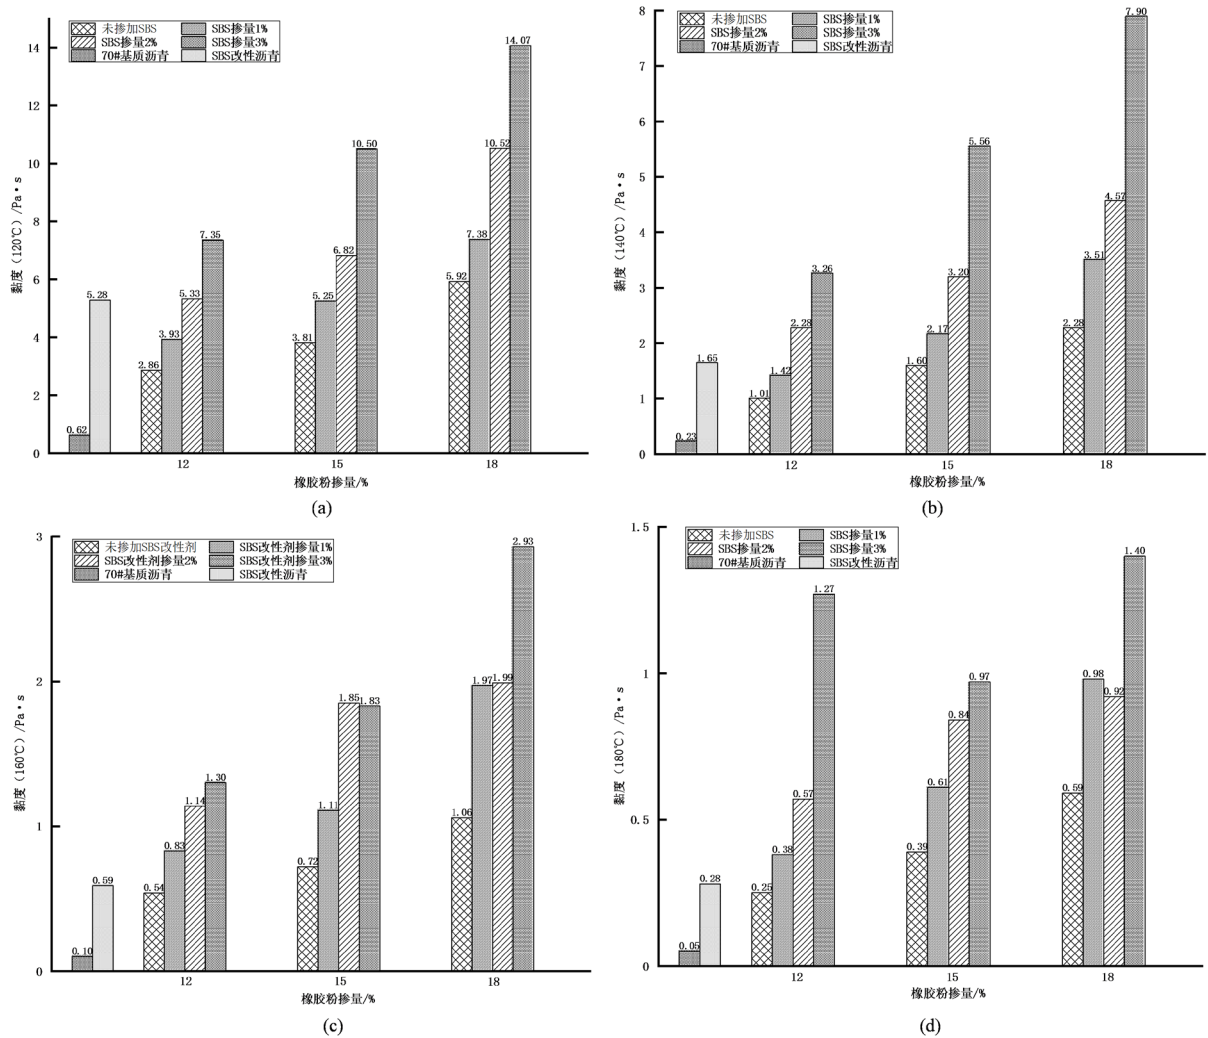 未掺加SBS SBS掺量1%
SBS掺量2% SBS掺量3%
70#基质沥青 SBS改性沥青
黏度（120℃）/Pa·s
14
12
10
8
6
4
2
0
0.62 5.28
2.86 3.93 5.33 7.35
3.81 5.25 6.82 10.50
5.92 7.38 10.52 14.07
12 15 18
橡胶粉掺量/%
(a)
未掺加SBS SBS掺量1%
SBS掺量2% SBS掺量3%
70#基质沥青 SBS改性沥青
黏度（140℃）/Pa·s
8
7
6
5
4
3
2
1
0
0.23 1.65
1.01 1.42 2.28 3.26
1.60 2.17 3.20 5.56
2.28 3.51 4.57 7.90
12 15 18
橡胶粉掺量/%
(b)
未掺加SBS改性剂 SBS改性剂掺量1%
SBS改性剂掺量2% SBS改性剂掺量3%
70#基质沥青 SBS改性沥青
黏度（160℃）/Pa·s
3
2
1
0
0.10 0.59
0.54 0.83 1.14 1.30
0.72 1.11 1.85 1.83
1.06 1.97 1.99 2.93
12 15 18
橡胶粉掺量/%
(c)
未掺加SBS SBS掺量1%
SBS掺量2% SBS掺量3%
70#基质沥青 SBS改性沥青
黏度（180℃）/Pa·s
1.5
1
0.5
0
0.05 0.28
0.25 0.38 0.57 1.27
0.39 0.61 0.84 0.97
0.59 0.98 0.92 1.40
12 15 18
橡胶粉掺量/%
(d)